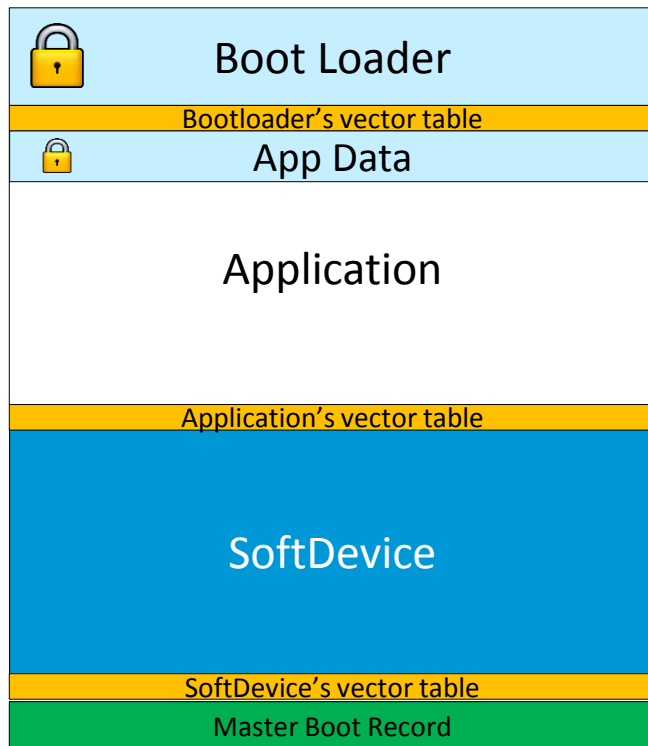 Boot Loader
Bootloader's vector table
App Data
Application
Application's vector table
SoftDevice
SoftDevice's vector table
Master Boot Record